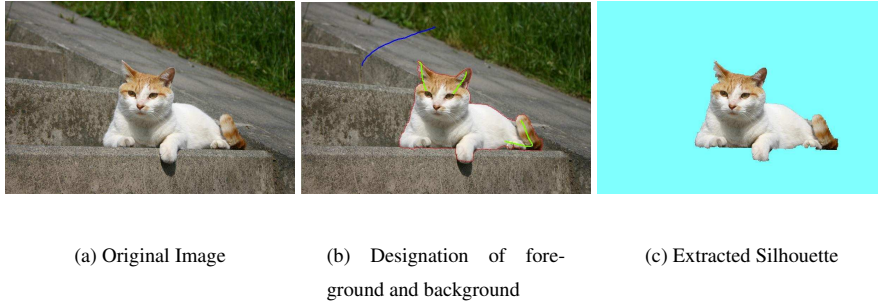 (a) Original Image
(b) Designation of fore-
ground and background
(c) Extracted Silhouette